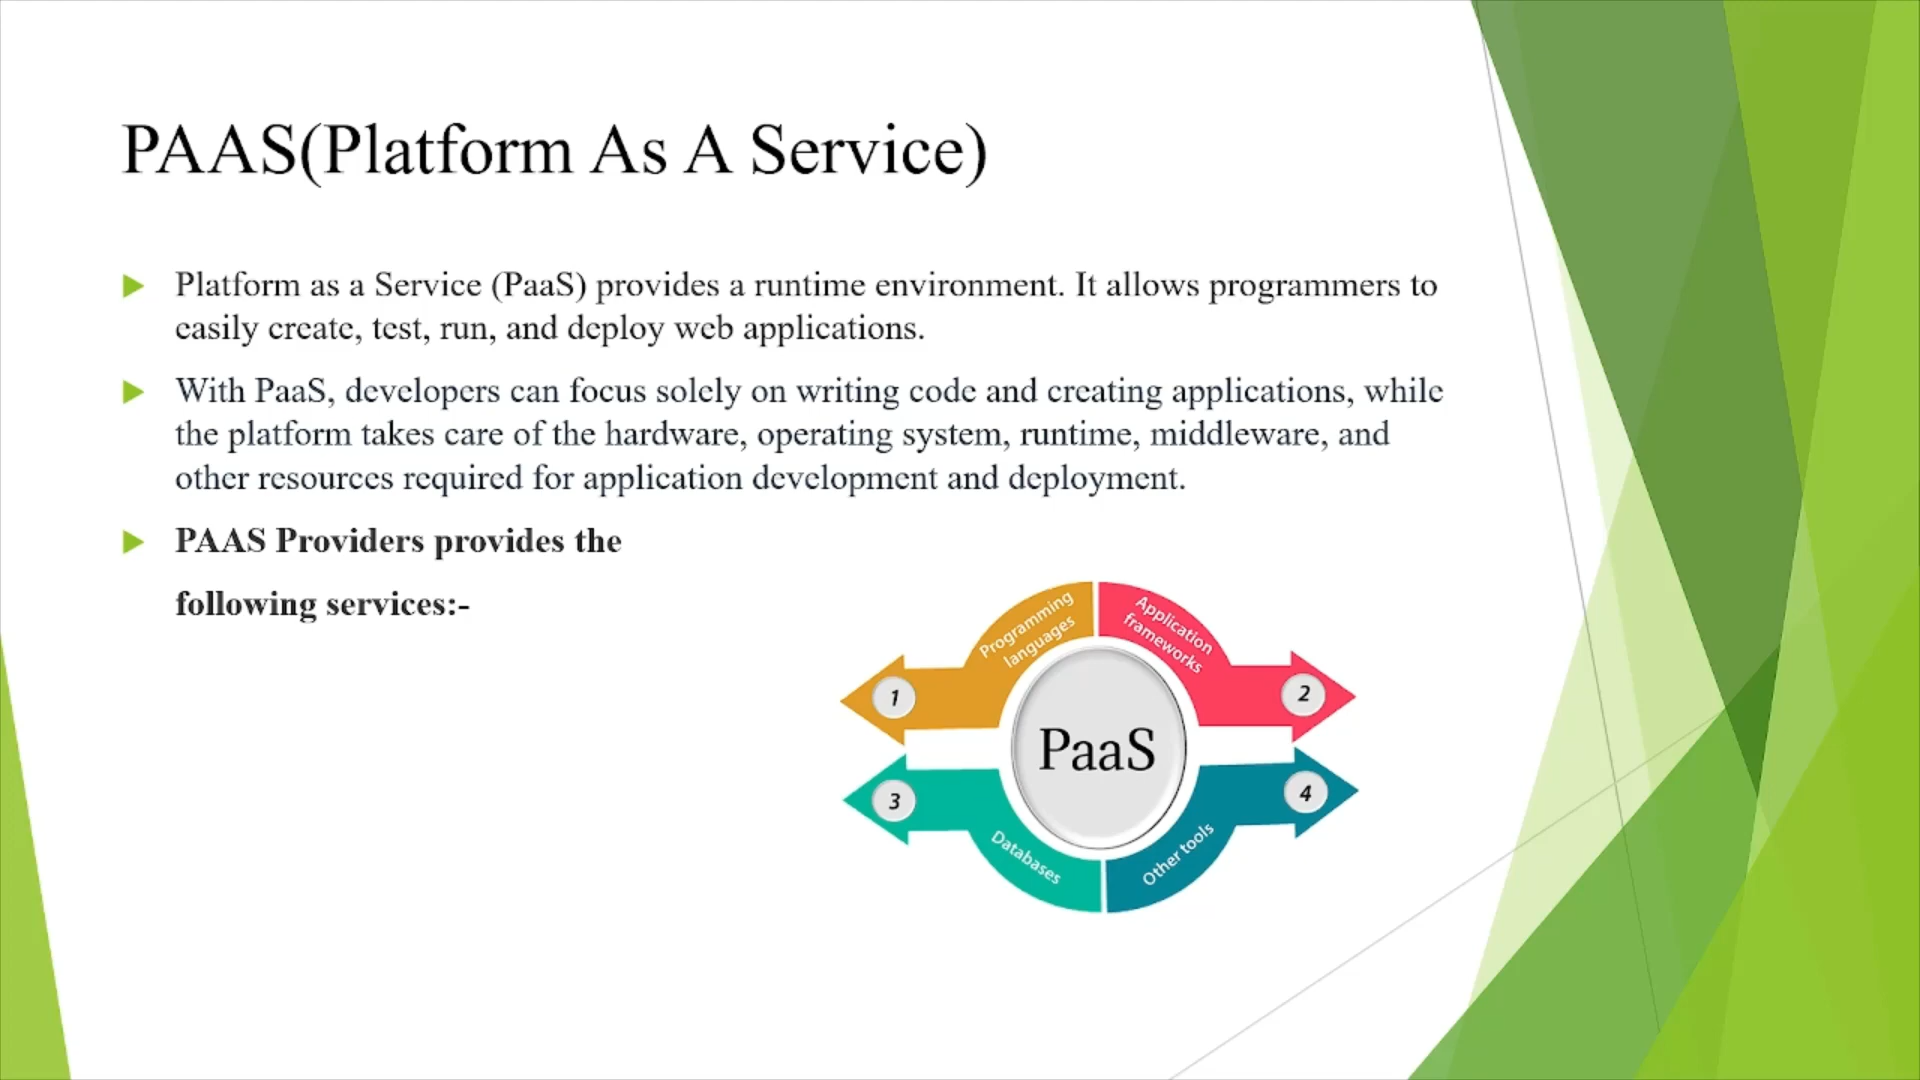 PAAS(Platform As A Service)
Platform as a Service (PaaS) provides a runtime environment. It allows programmers to
easily create, test, run, and deploy web applications.
With PaaS, developers can focus solely on writing code and creating applications, while
the platform takes care of the hardware, operating system, runtime, middleware, and
other resources required for application development and deployment.
PAAS Providers provides the
following services:-
Programming
languages
Application
frameworks
1
2
PaaS
3
4
Databases
Other tools